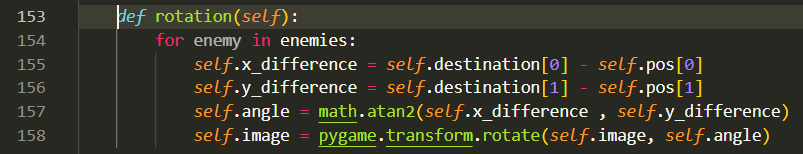 153 def rotation(self):
154 for enemy in enemies:
155 self.x_difference = self.destination[0] - self.pos[0]
156 self.y_difference = self.destination[1] - self.pos[1]
157 self.angle = math.atan2(self.x_difference , self.y_difference)
158 self.image = pygame.transform.rotate(self.image, self.angle)